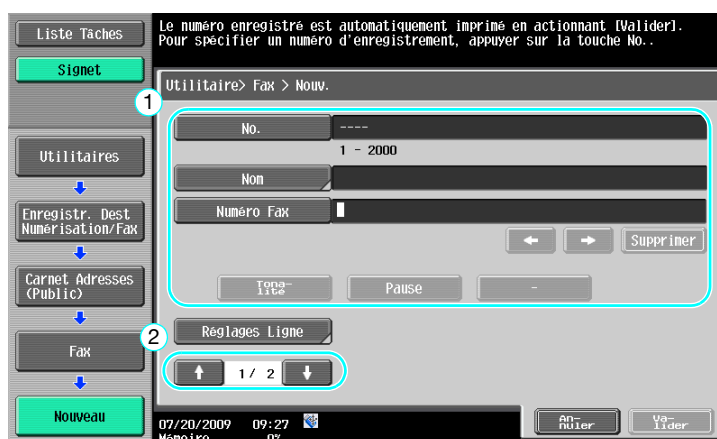 Liste Tâches
Signet
Le numéro enregistré est automatiquement imprimé en actionnant [Valider].
Pour spécifier un numéro d'enregistrement, appuyer sur la touche No..
Utilitaire> Fax > Nouv.
1
No.
----
1 - 2000
Nom
Numéro Fax
Supprimer
Tona-
lité
Pause
-
2
Réglages Ligne
1/ 2
Utilitaires
Enregistr. Dest
Numérisation/Fax
Carnet Adresses
(Public)
Fax
Nouveau
07/20/2009 09:27
Mémoire 0%
An-
nuler
Va-
lider